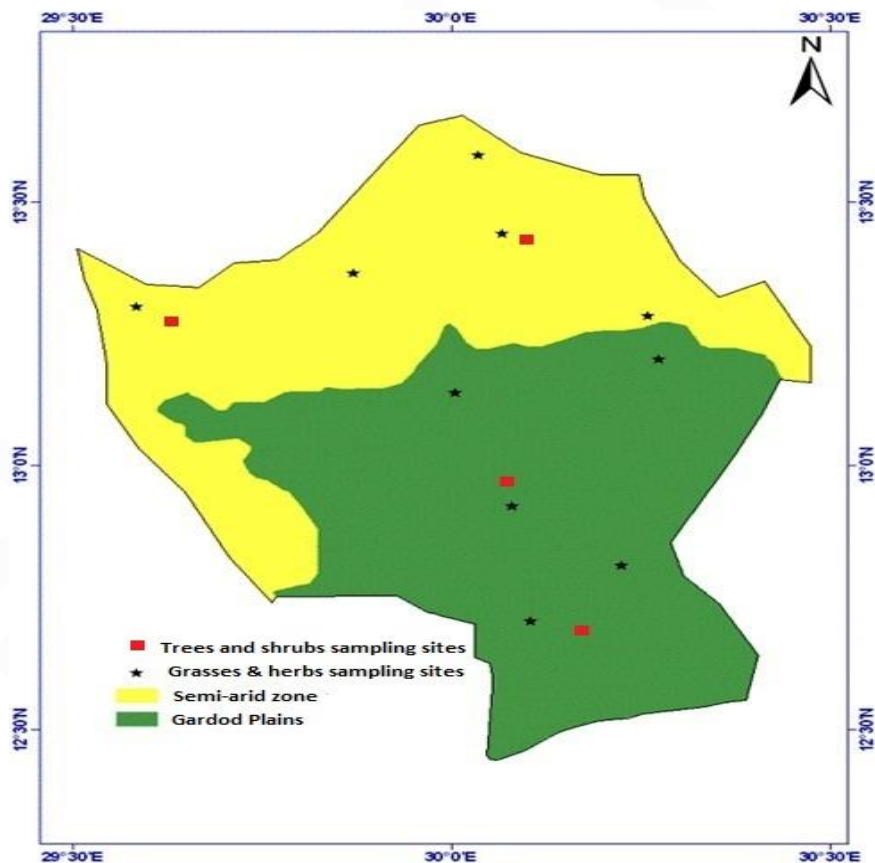 29°30'E 30°0'E 30°30'E
N
13°30'N 13°30'N
13°0'N 13°0'N
Trees and shrubs sampling sites
Grasses & herbs sampling sites
Semi-arid zone
Gardod Plains
12°30'N 12°30'N
29°30'E 30°0'E 30°30'E